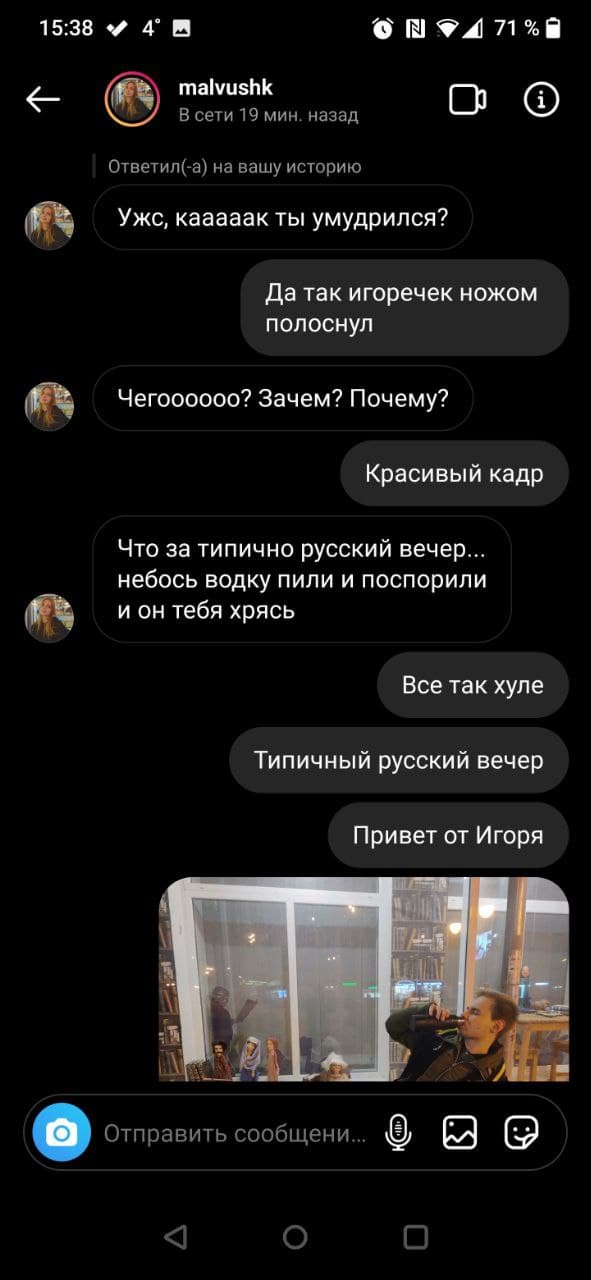 15:38 4° 71 %
malvushk
В сети 19 мин. назад
Ответил(-а) на вашу историю
Ужс, кааааак ты умудрился?
Да так игоречек ножом
полоснул
Чегоооооо? Зачем? Почему?
Красивый кадр
Что за типично русский вечер...
небось водку пили и поспорили
и он тебя хрясь
Все так хуле
Типичный русский вечер
Привет от Игоря
Отправить сообщени...